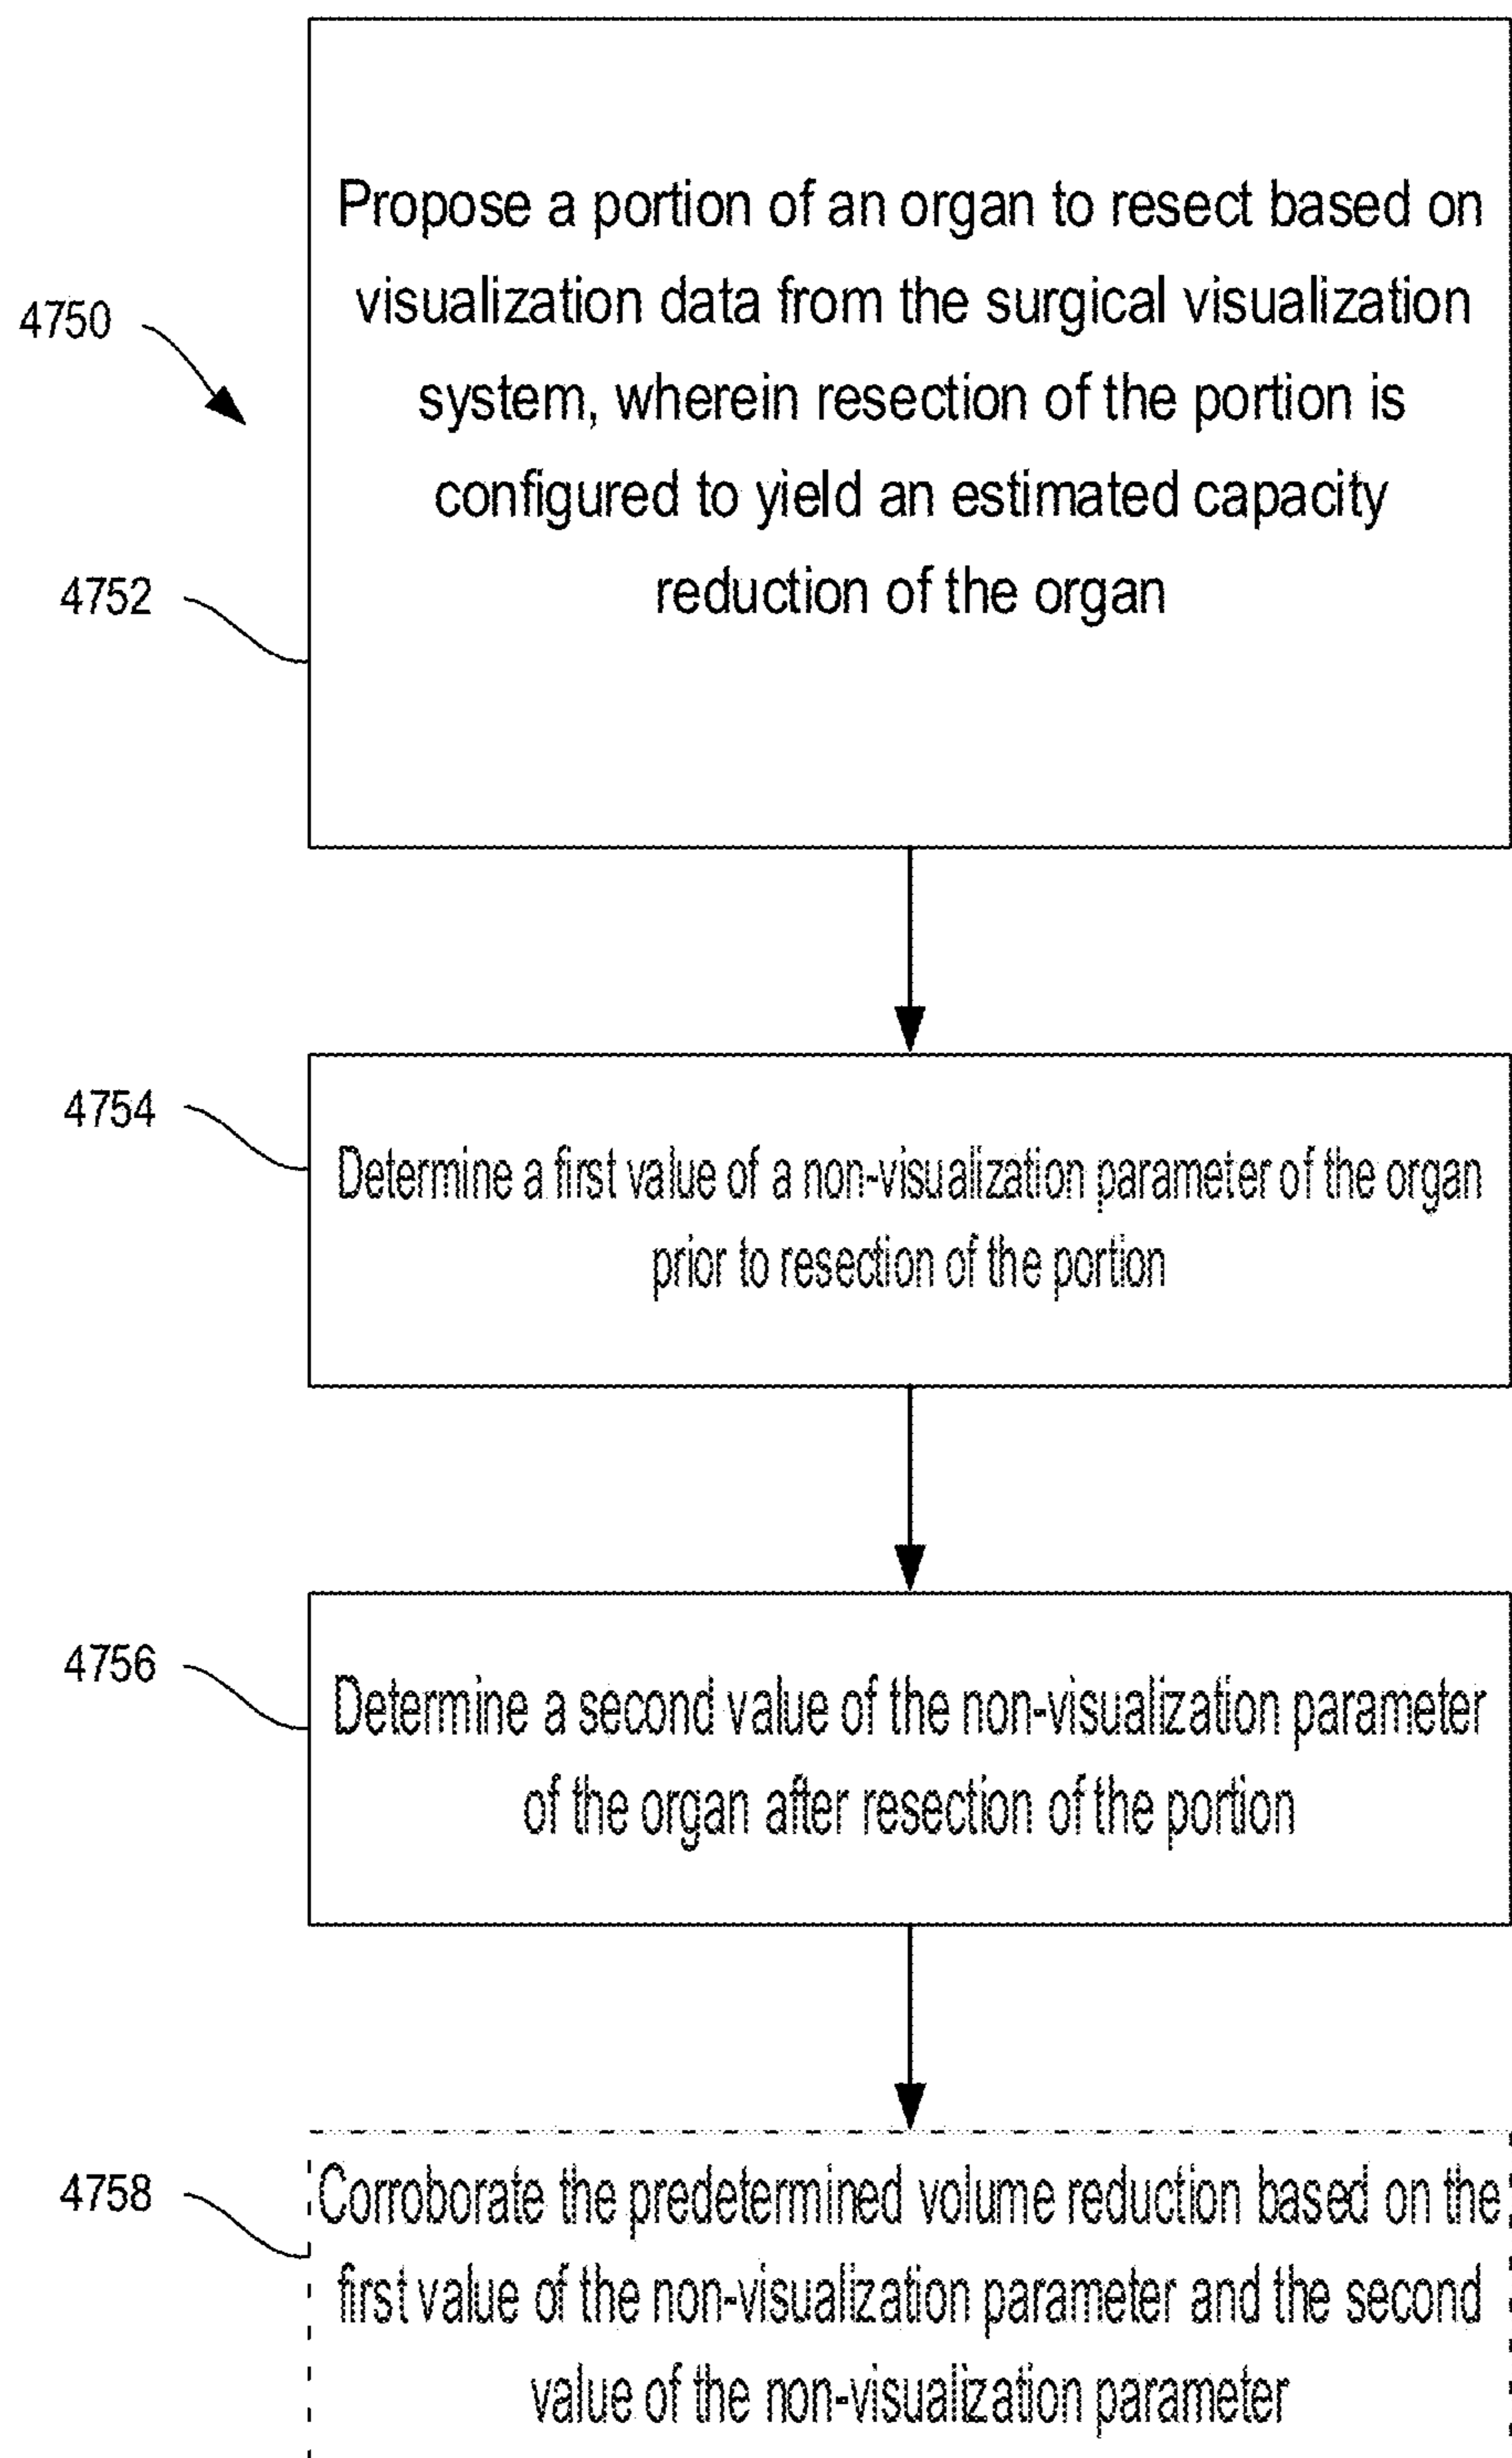 Propose a portion of an organ to resect based on
visualization data from the surgical visualization
4750
system, wherein resection of the portion is
configured to yield an estimated capacity
4752
reduction of the organ
4754
Determine a first value of a non-visualization parameter of the organ
prior to resection of the portion
4756
Determine a second value of the non-visualization parameter
of the organ after resection of the portion
4758
Corroborate the predetermined volume reduction based on the
first value of the non-visualization parameter and the second
value of the non-visualization parameter